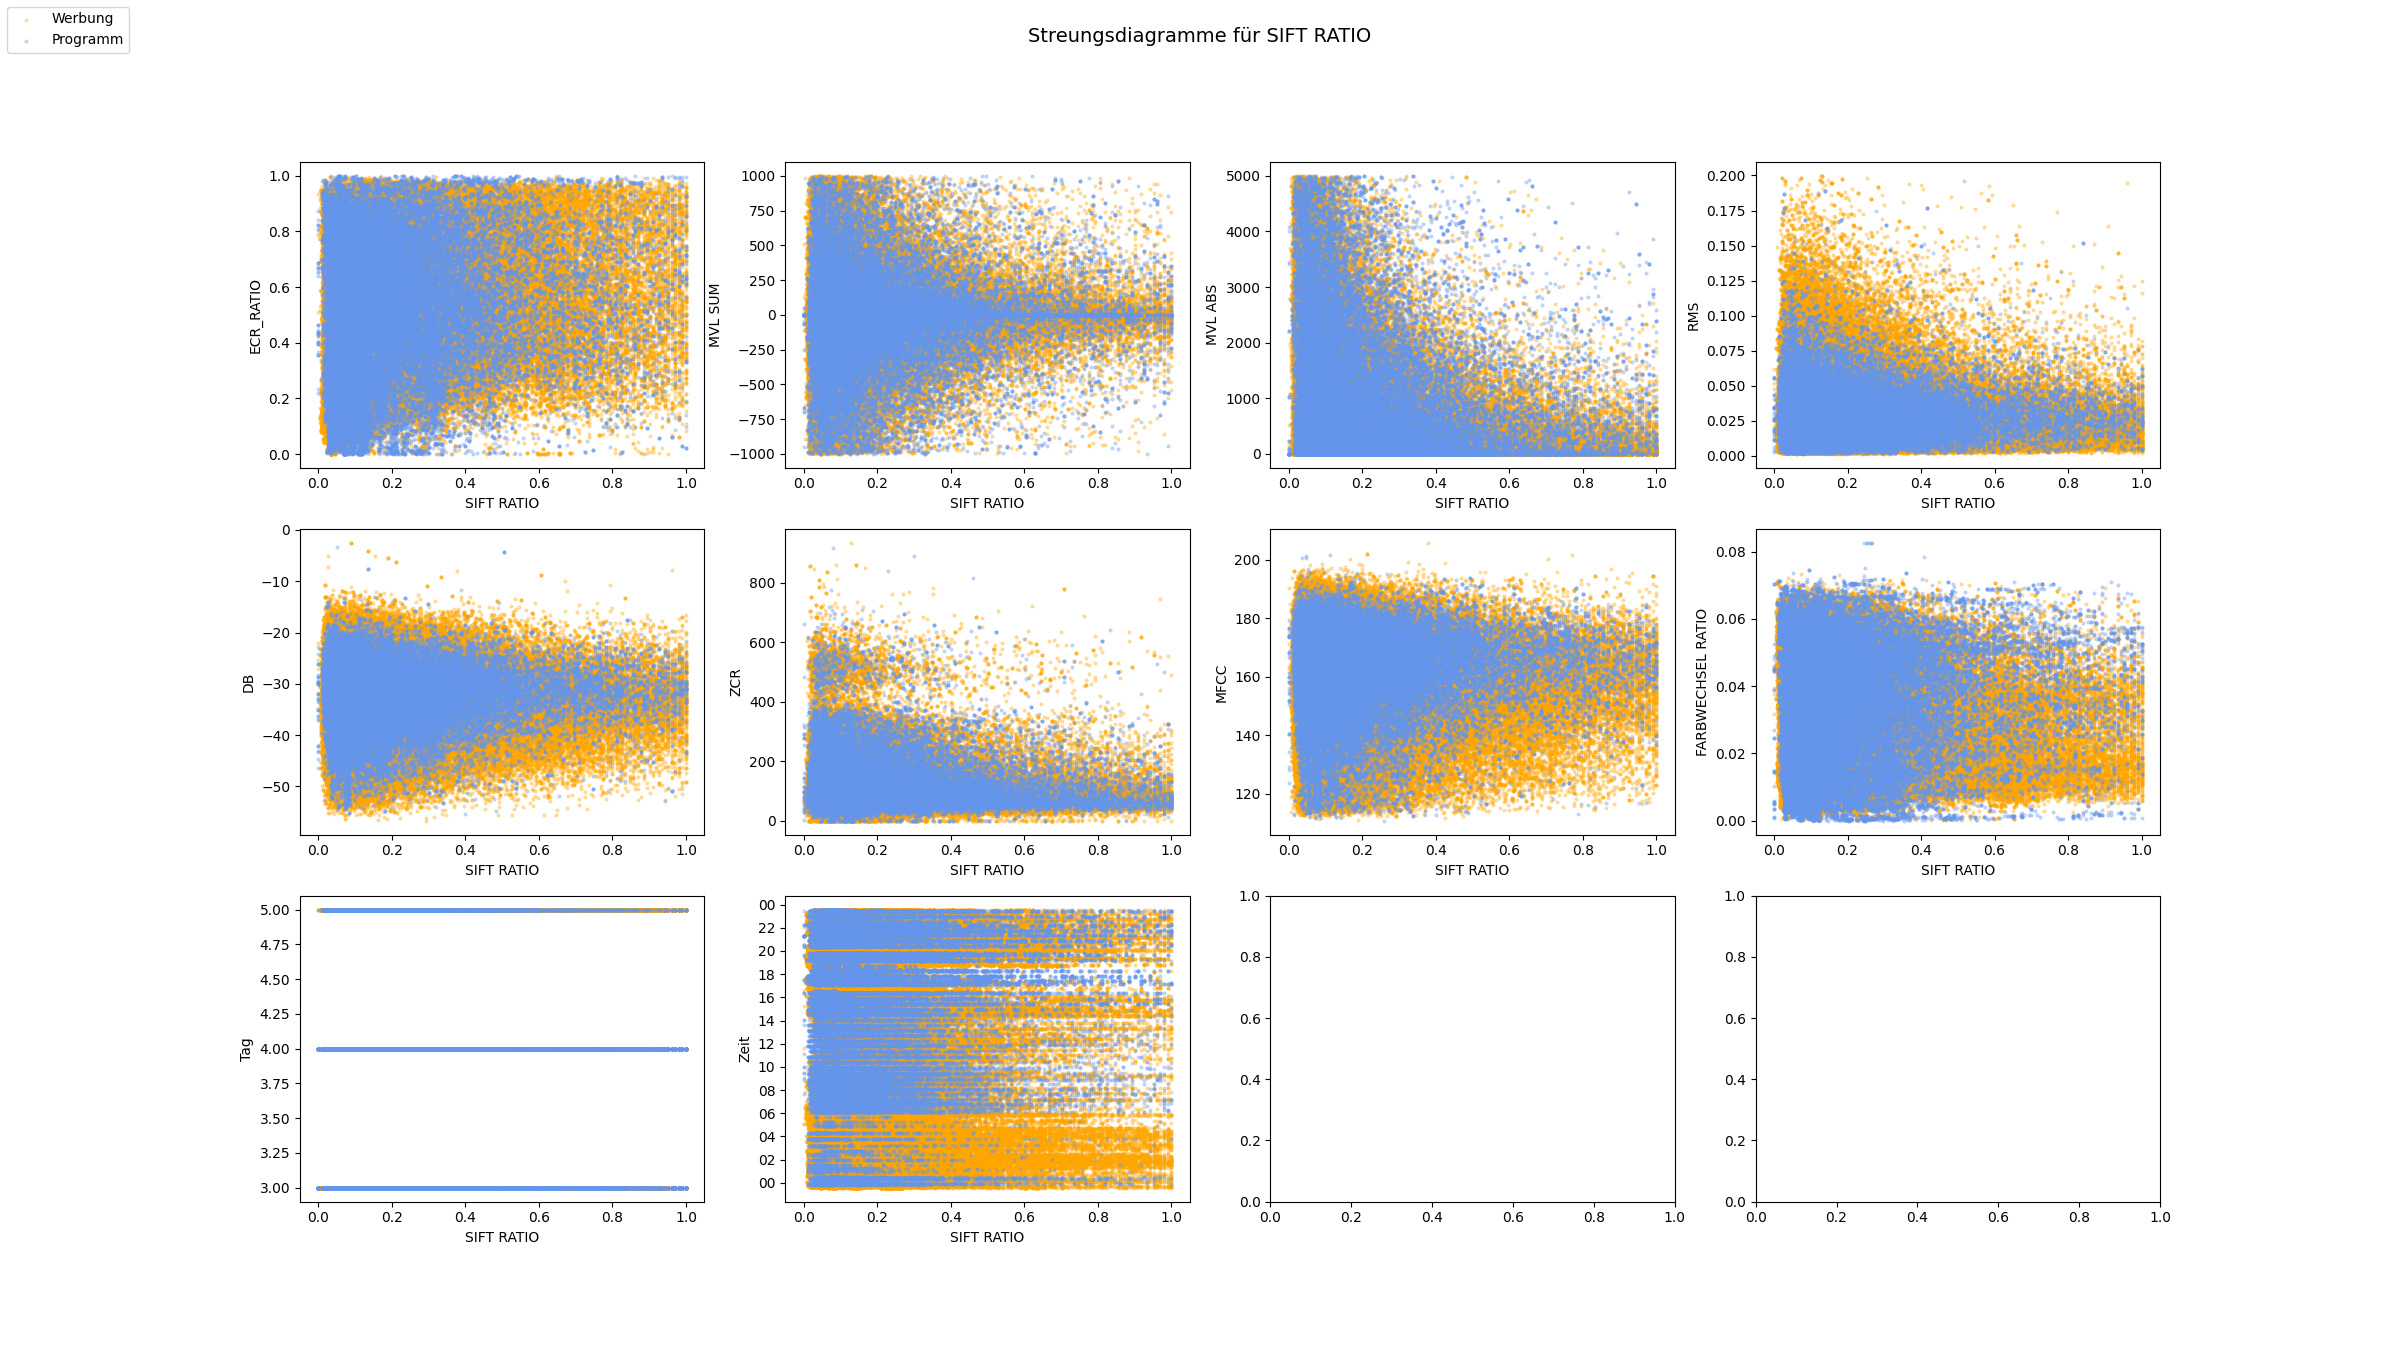 Werbung
Programm
Streungsdiagramme für SIFT RATIO
1.0
0.8
0.6
0.4
0.2
0.0
ECR_RATIO
0.0 0.2 0.4 0.6 0.8 1.0
SIFT RATIO
1000
750
500
250
0
−250
−500
−750
−1000
MVL SUM
0.0 0.2 0.4 0.6 0.8 1.0
SIFT RATIO
5000
4000
3000
2000
1000
0
MVL ABS
0.0 0.2 0.4 0.6 0.8 1.0
SIFT RATIO
0.200
0.175
0.150
0.125
0.100
0.075
0.050
0.025
0.000
RMS
0.0 0.2 0.4 0.6 0.8 1.0
SIFT RATIO
0
−10
−20
−30
−40
−50
DB
0.0 0.2 0.4 0.6 0.8 1.0
SIFT RATIO
800
600
400
200
0
ZCR
0.0 0.2 0.4 0.6 0.8 1.0
SIFT RATIO
200
180
160
140
120
MFCC
0.0 0.2 0.4 0.6 0.8 1.0
SIFT RATIO
0.08
0.06
0.04
0.02
0.00
FARBWECHSEL RATIO
0.0 0.2 0.4 0.6 0.8 1.0
SIFT RATIO
5.00
4.75
4.50
4.25
4.00
3.75
3.50
3.25
3.00
Tag
0.0 0.2 0.4 0.6 0.8 1.0
SIFT RATIO
00
22
20
18
16
14
12
10
08
06
04
02
00
Zeit
0.0 0.2 0.4 0.6 0.8 1.0
SIFT RATIO
1.0
0.8
0.6
0.4
0.2
0.0
0.0 0.2 0.4 0.6 0.8 1.0
1.0
0.8
0.6
0.4
0.2
0.0
0.0 0.2 0.4 0.6 0.8 1.0